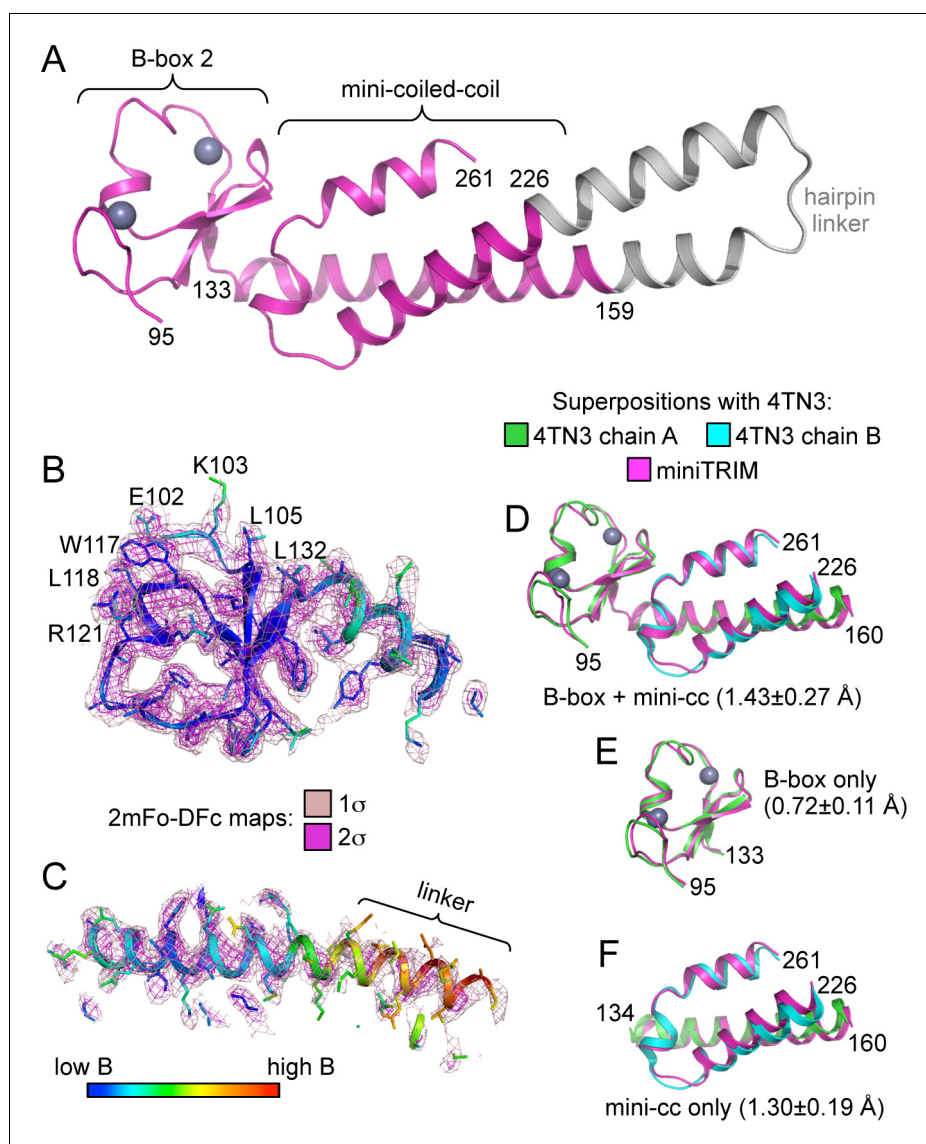 A
B-box 2
mini-coiled-coil
261
226
hairpin
linker
133
159
95
Superpositions with 4TN3:
4TN3 chain A
4TN3 chain B
miniTRIM
B
K103
E102
L105
W117
L132
L118
R121
2mFo-DFc maps:
1σ
2σ
C
linker
low B
high B
D
261
226
160
95
B-box + mini-cc (1.43±0.27 Å)
E
B-box only
(0.72±0.11 Å)
133
95
F
261
226
134
160
mini-cc only (1.30±0.19 Å)